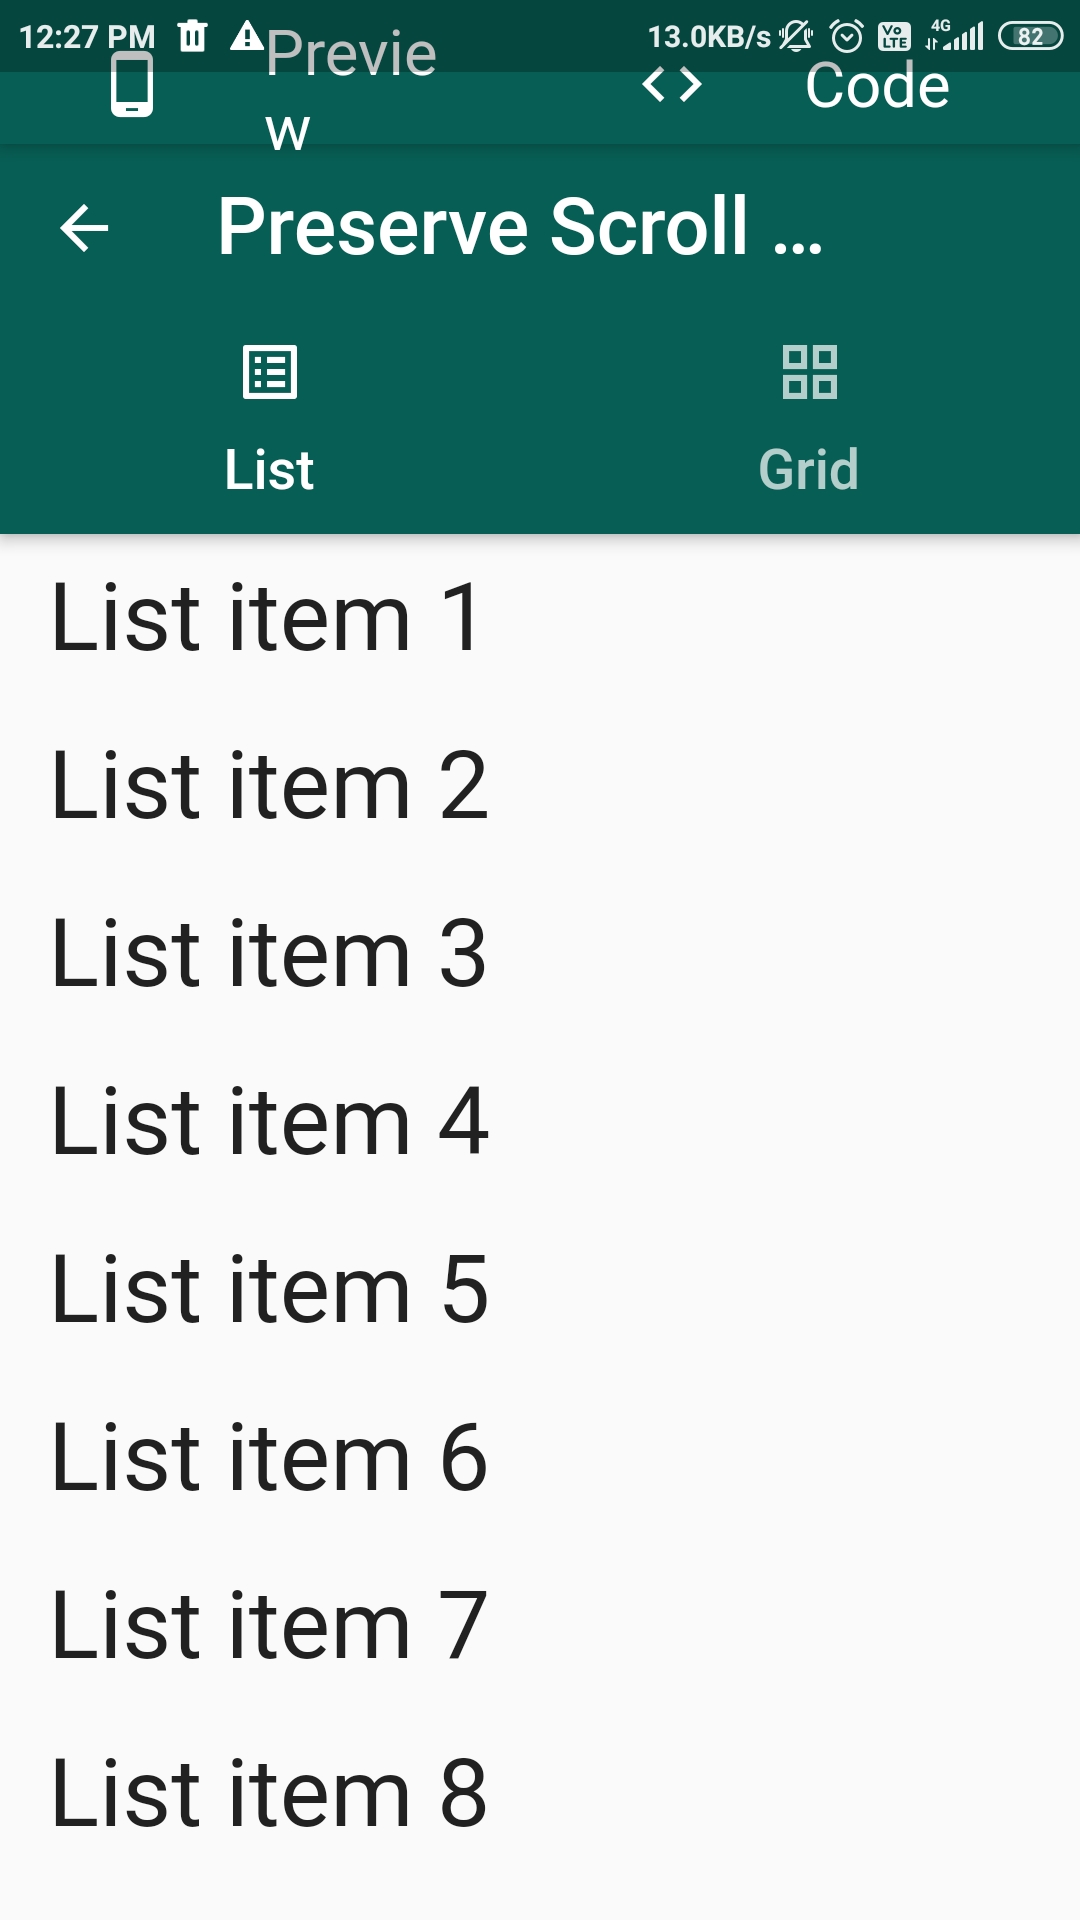 12:27 PM 13.0KB/s Vo LTE 4G 82
Previe
w
Code
Preserve Scroll ...
List Grid
List item 1
List item 2
List item 3
List item 4
List item 5
List item 6
List item 7
List item 8